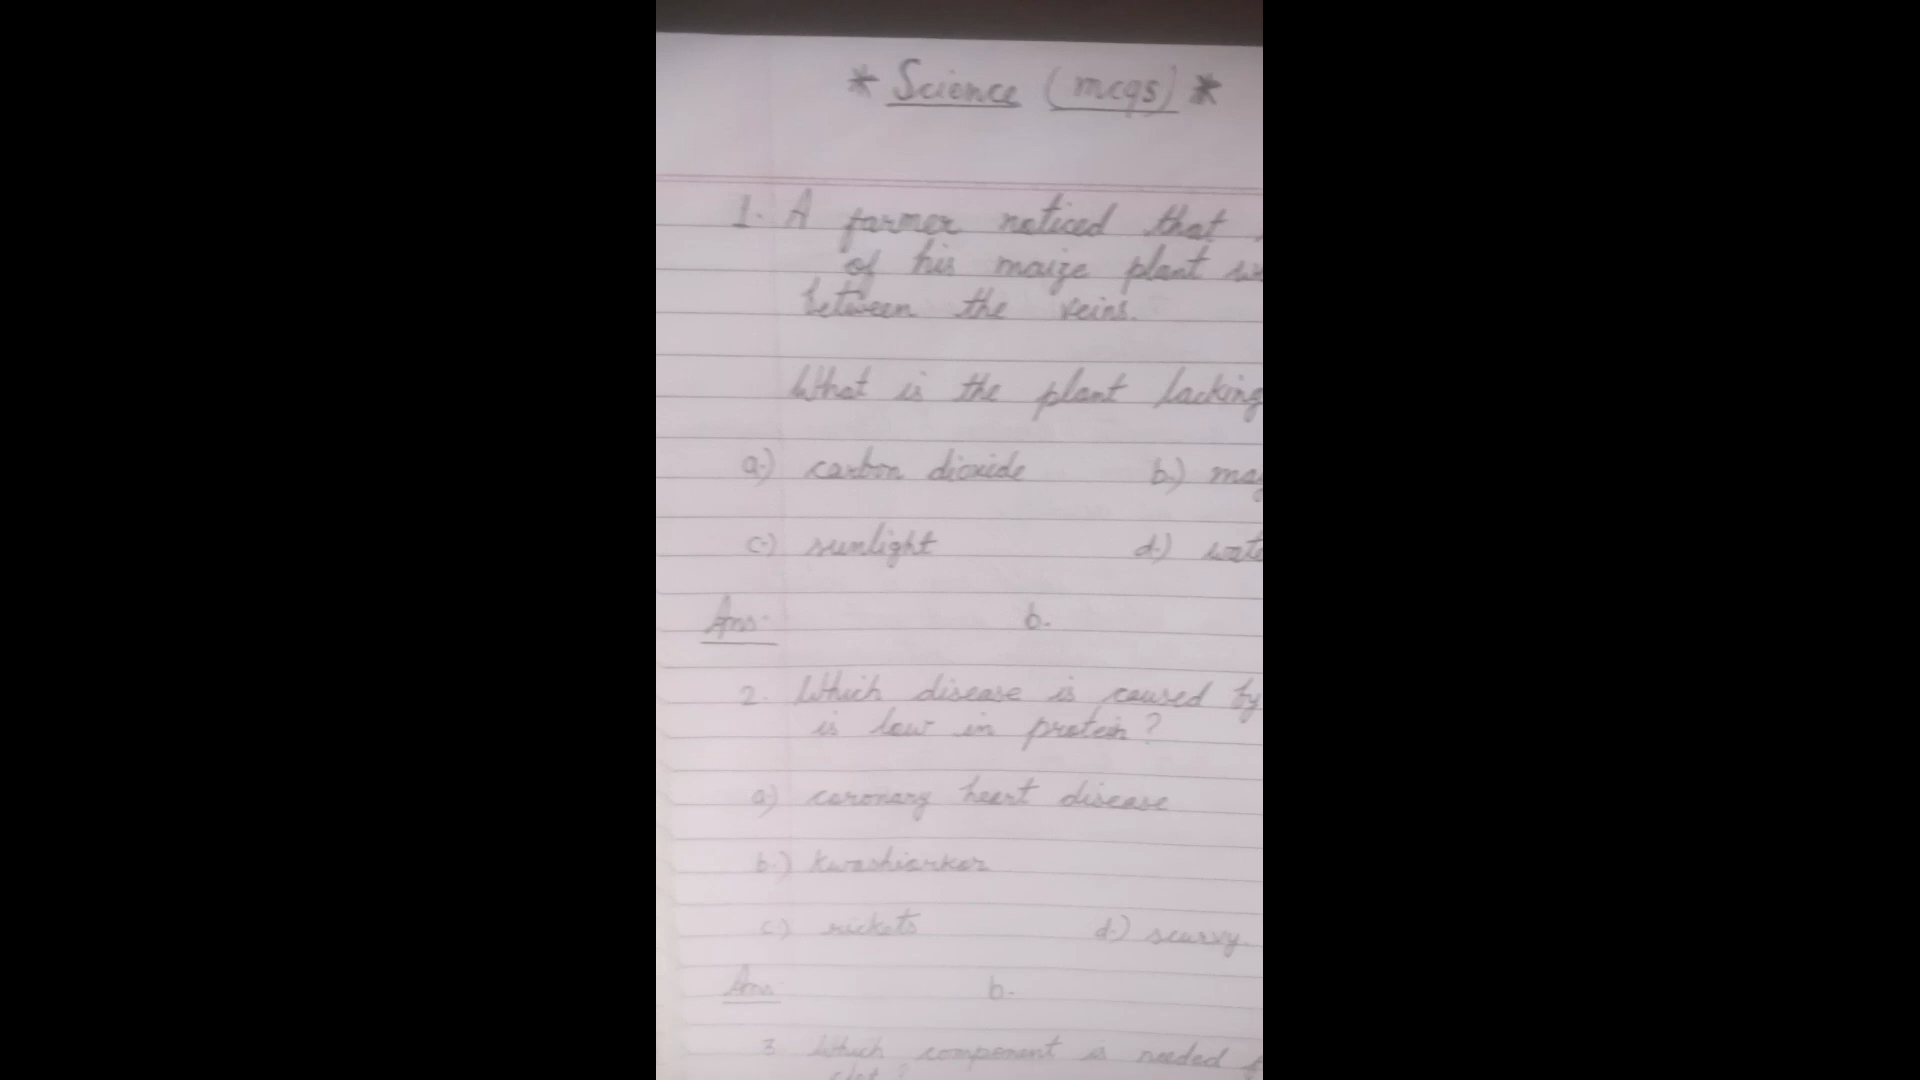 * Science (mcqs) *
1. A farmer noticed that
of his maize plant
between the veins.
What is the plant lacking
a.) carbon dioxide b.)
c.) sunlight d.)
Ans. b.
2. Which disease is caused by
is low in protein?
a) coronary heart disease
b.) kwashiarkor
c.) rickets d.) scurvy
Ans b.
3 Which component is needed
clot?